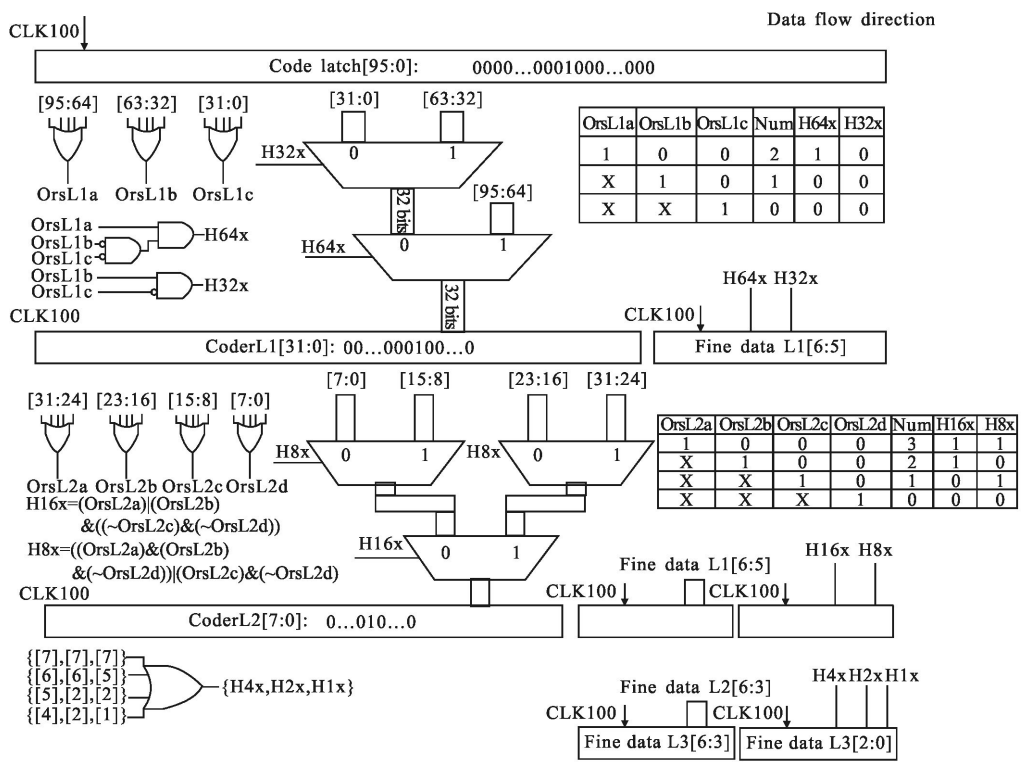 Data flow direction
CLK100
Code latch[95:0]: 0000...0001000...000
[95:64] [63:32] [31:0]
OrsL1a OrsL1b OrsL1c
[31:0] [63:32]
H32x 0 1
32 bits
[95:64]
H64x 0 1
32 bits
OrsL1a OrsL1b OrsL1c Num H64x H32x
1 0 0 2 1 0
X 1 0 1 0 0
X X 1 0 0 0
OrsL1a
OrsL1b
OrsL1c
H64x
OrsL1b
OrsL1c
H32x
CLK100
CoderL1[31:0]: 00...000100...0
H64x H32x
CLK100
Fine data L1[6:5]
[31:24] [23:16] [15:8] [7:0]
OrsL2a OrsL2b OrsL2c OrsL2d
H16x=(OrsL2a)|(OrsL2b)
&((~OrsL2c)&(~OrsL2d))
H8x=((OrsL2a)&(OrsL2b)
&(~OrsL2d))|(OrsL2c)&(~OrsL2d)
[7:0] [15:8] [23:16] [31:24]
H8x 0 1 H8x 0 1
H16x 0 1
OrsL2a OrsL2b OrsL2c OrsL2d Num H16x H8x
1 0 0 0 3 1 1
X 1 0 0 2 1 0
X X 1 0 1 0 1
X X X 1 0 0 0
CLK100
CoderL2[7:0]: 0...010...0
Fine data L1[6:5]
CLK100
H16x H8x
CLK100
{[7],[7],[7]}
{[6],[6],[5]}
{[5],[2],[2]}
{[4],[2],[1]}
{H4x,H2x,H1x}
Fine data L2[6:3]
CLK100
Fine data L3[6:3]
H4x H2x H1x
CLK100
Fine data L3[2:0]